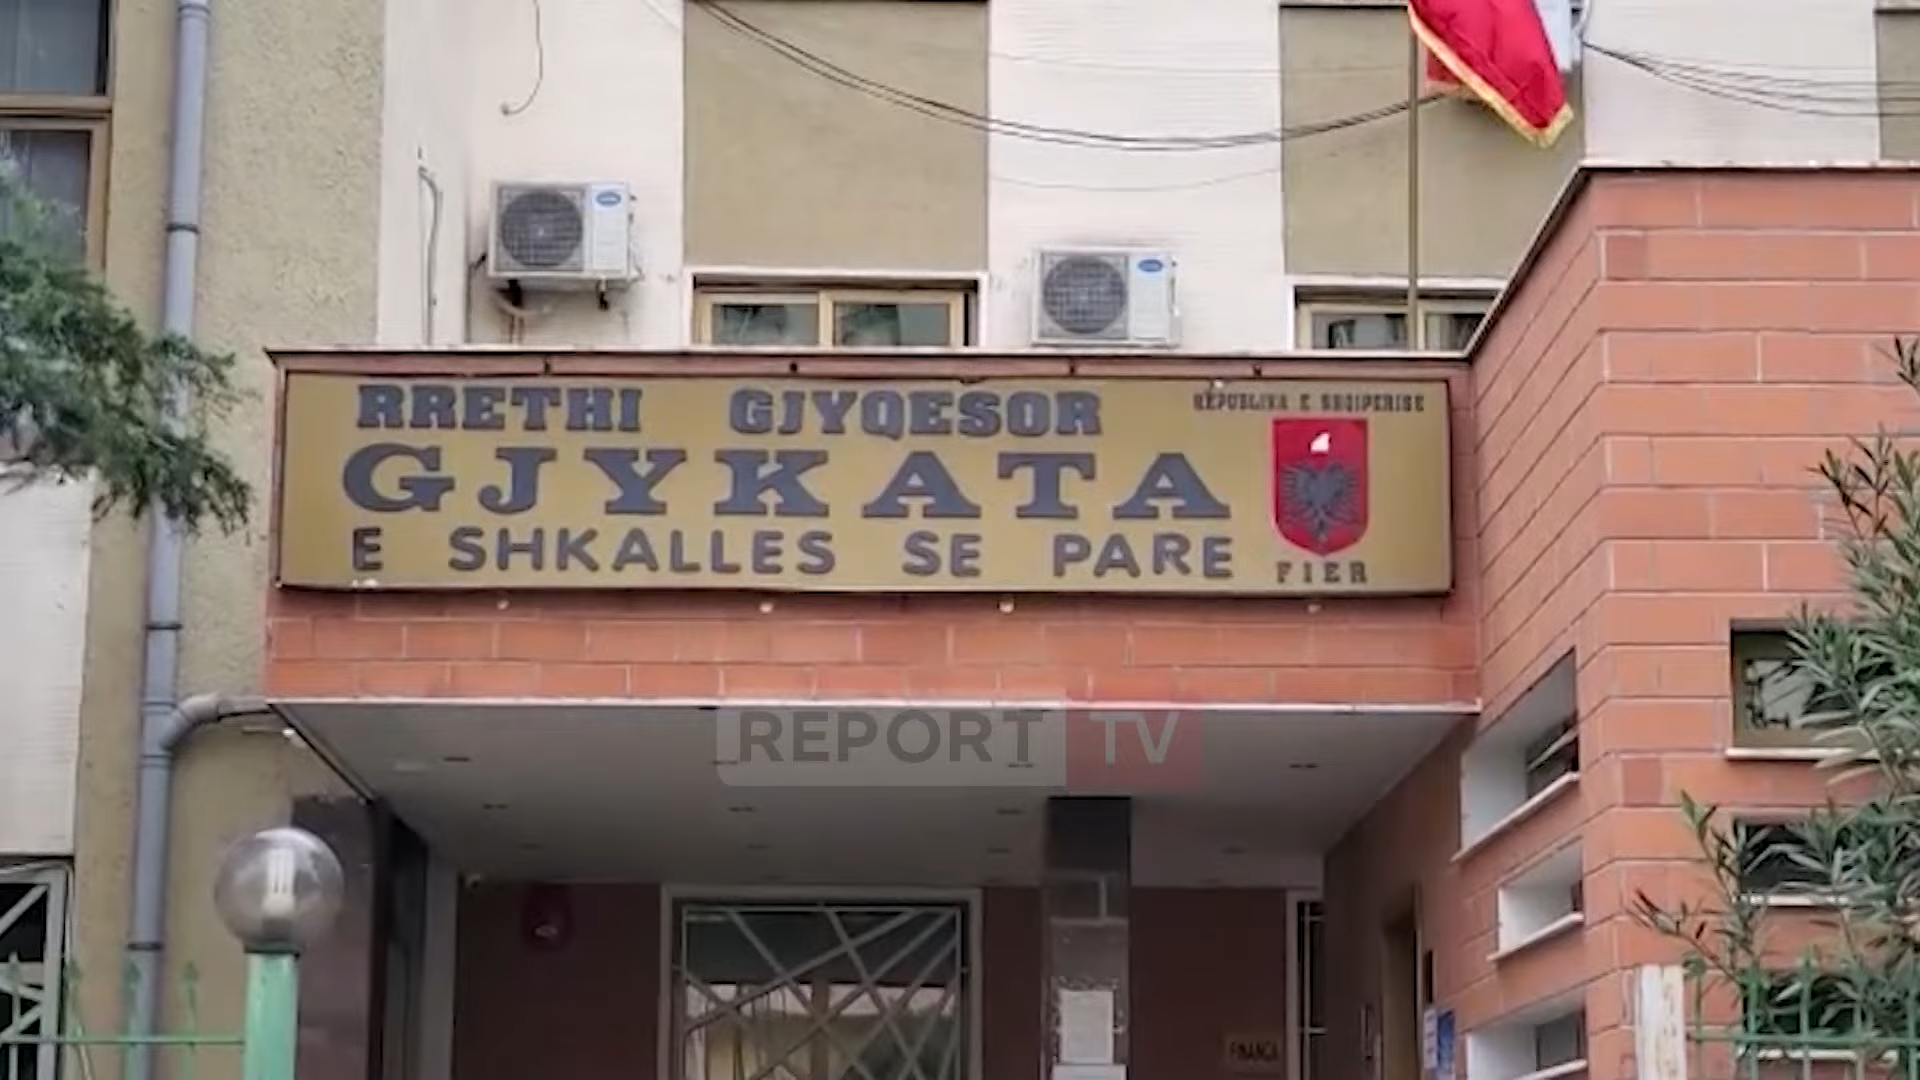 RRETHI GJYQESOR
REPUBLIKA E SHQIPERISE
GJYKATA
E SHKALLES SE PARE
FIER
REPORT TV
FINANCA